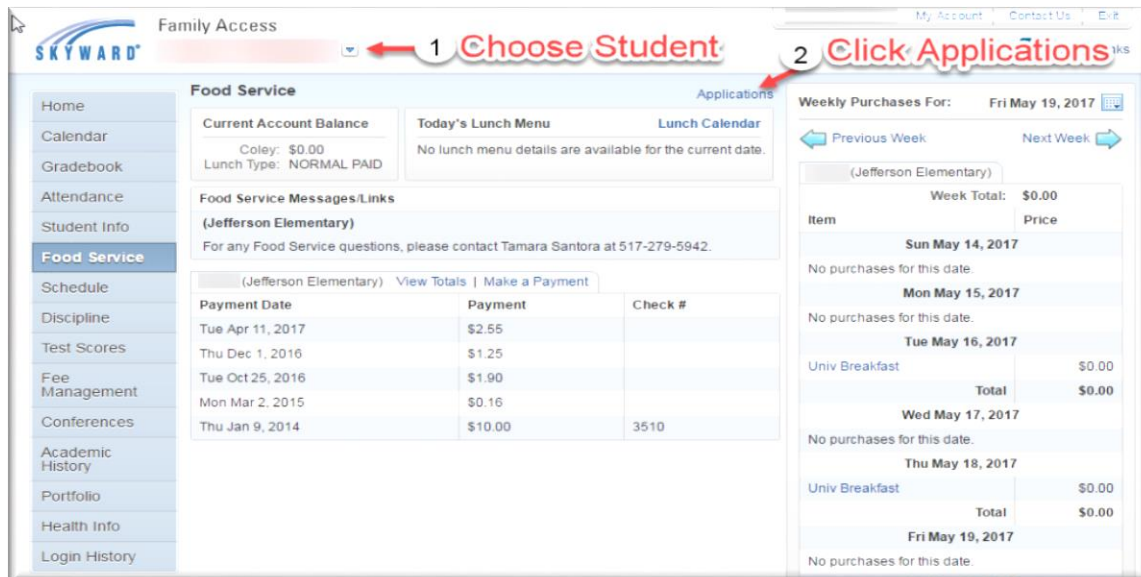 My Account Contact Us Exit
Family Access
SKYWARD
1 Choose Student
2 Click Applications
Home
Calendar
Gradebook
Attendance
Student Info
Food Service
Schedule
Discipline
Test Scores
Fee
Management
Conferences
Academic
History
Portfolio
Health Info
Login History
Food Service
Applications
Current Account Balance
Coley: $0.00
Lunch Type: NORMAL PAID
Today's Lunch Menu Lunch Calendar
No lunch menu details are available for the current date.
Food Service Messages/Links
(Jefferson Elementary)
For any Food Service questions, please contact Tamara Santora at 517-279-5942.
(Jefferson Elementary) View Totals | Make a Payment
Payment Date Payment Check #
Tue Apr 11, 2017 $2.55
Thu Dec 1, 2016 $1.25
Tue Oct 25, 2016 $1.90
Mon Mar 2, 2015 $0.16
Thu Jan 9, 2014 $10.00 3510
Weekly Purchases For: Fri May 19, 2017
Previous Week Next Week
(Jefferson Elementary)
Week Total: $0.00
Item Price
Sun May 14, 2017
No purchases for this date.
Mon May 15, 2017
No purchases for this date.
Tue May 16, 2017
Univ Breakfast $0.00
Total $0.00
Wed May 17, 2017
No purchases for this date.
Thu May 18, 2017
Univ Breakfast $0.00
Total $0.00
Fri May 19, 2017
No purchases for this date.